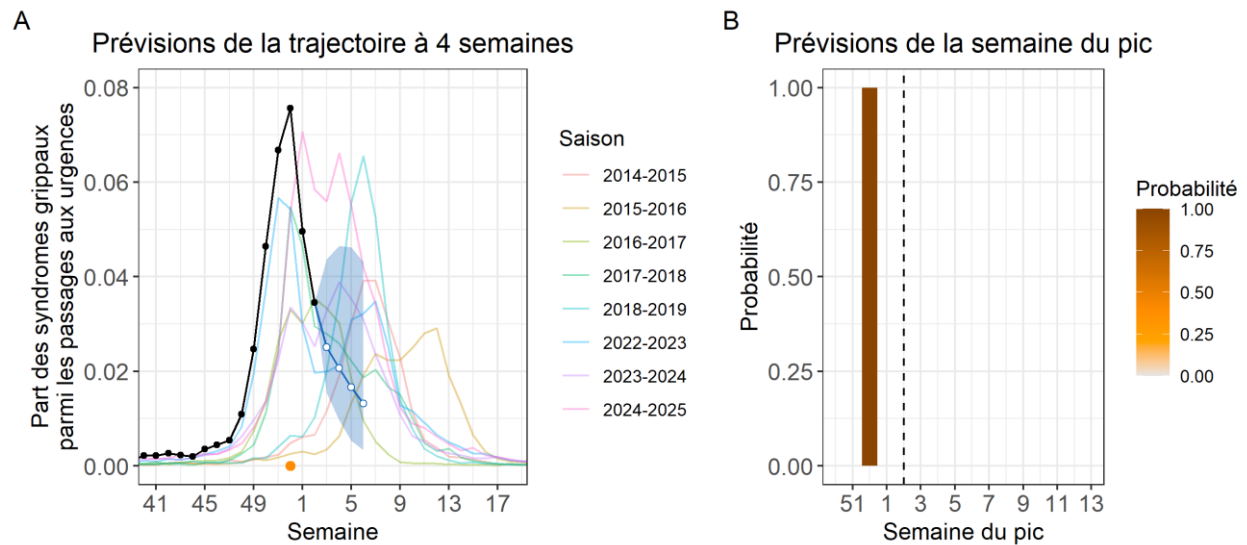 A
Prévisions de la trajectoire à 4 semaines
Part des syndromes grippaux
parmi les passages aux urgences
0.08
0.06
0.04
0.02
0.00
41 45 49 1 5 9 13 17
Semaine
Saison
2014-2015
2015-2016
2016-2017
2017-2018
2018-2019
2022-2023
2023-2024
2024-2025
B
Prévisions de la semaine du pic
Probabilité
1.00
0.75
0.50
0.25
0.00
51 1 3 5 7 9 11 13
Semaine du pic
Probabilité
1.00
0.75
0.50
0.25
0.00